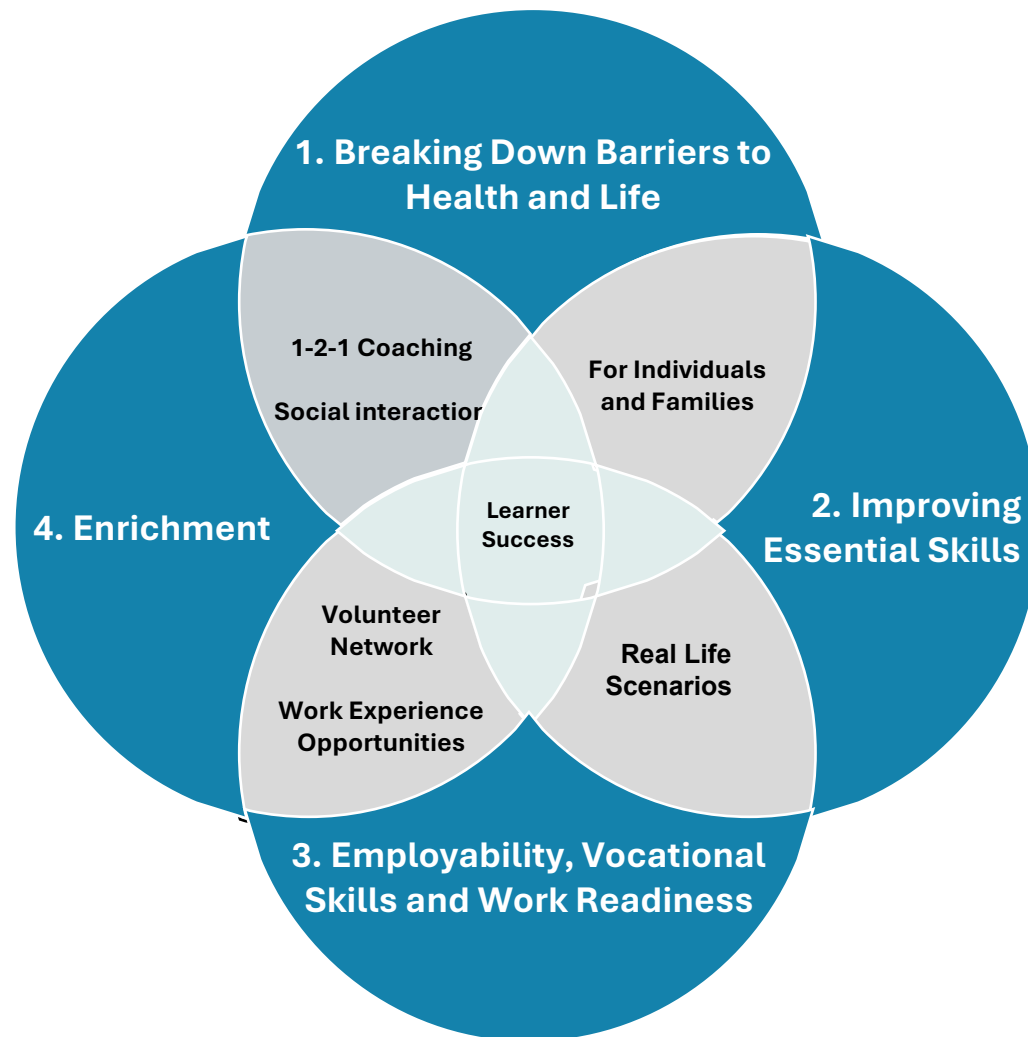 1. Breaking Down Barriers to
Health and Life
1-2-1 Coaching
Social interaction
For Individuals
and Families
4. Enrichment
Learner
Success
2. Improving
Essential Skills
Volunteer
Network
Work Experience
Opportunities
Real Life
Scenarios
3. Employability, Vocational
Skills and Work Readiness